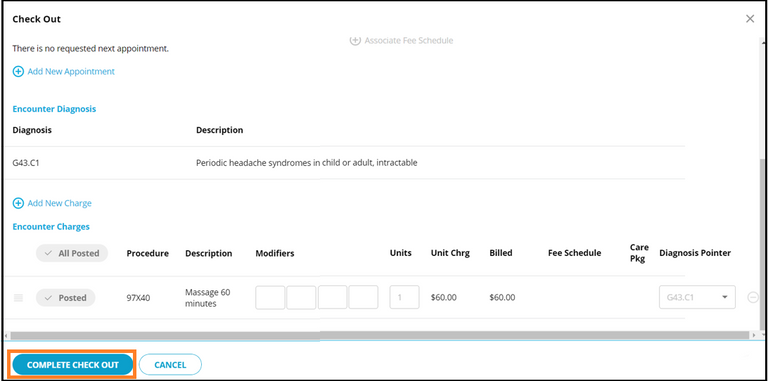 Check Out
Associate Fee Schedule
There is no requested next appointment.
Add New Appointment
Encounter Diagnosis
Diagnosis Description
G43.C1 Periodic headache syndromes in child or adult, intractable
Add New Charge
Encounter Charges
All Posted Procedure Description Modifiers Units Unit Chrg Billed Fee Schedule Care Pkg Diagnosis Pointer
Posted 97X40 Massage 60 minutes 1 $60.00 $60.00 G43.C1
COMPLETE CHECK OUT CANCEL